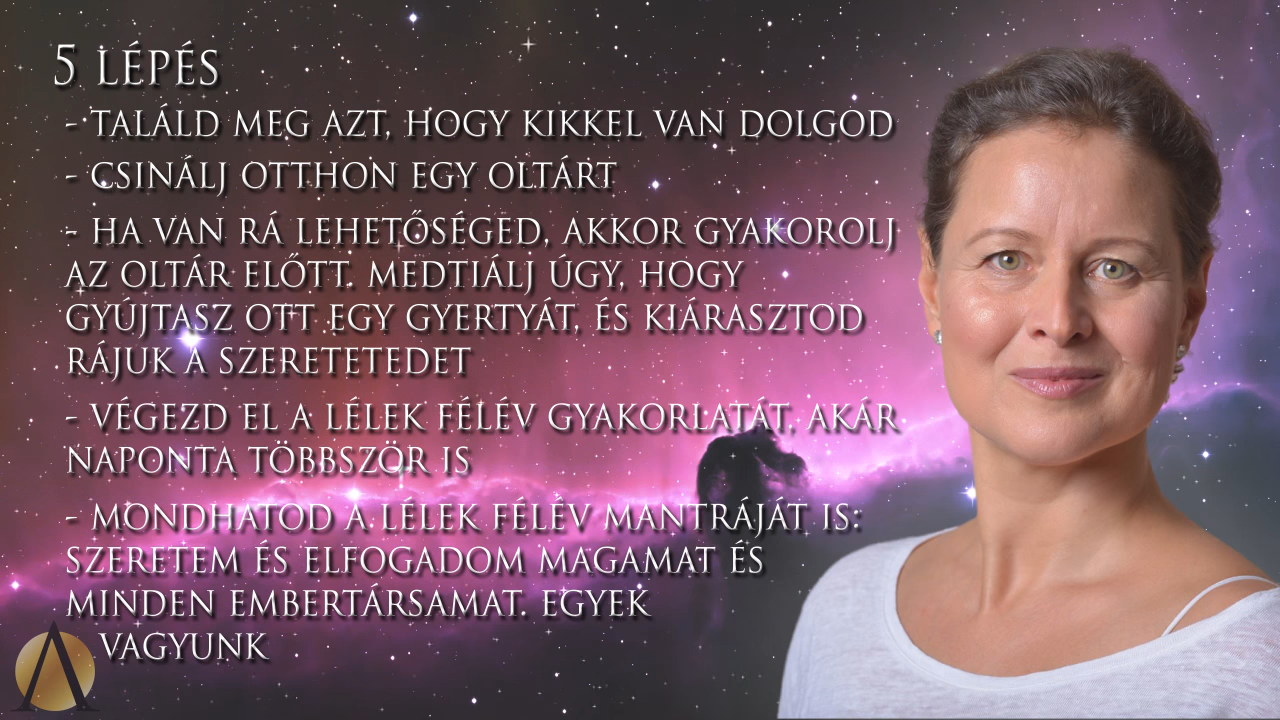 5 LÉPÉS
- TALÁLD MEG AZT, HOGY KIKKEL VAN DOLGOD
- CSINÁLJ OTTHON EGY OLTÁRT
- HA VAN RÁ LEHETŐSÉGED, AKKOR GYAKOROLJ
AZ OLTÁR ELŐTT. MEDTIÁLJ ÚGY, HOGY
GYÚJTASZ OTT EGY GYERTYÁT, ÉS KIÁRASZTOD
RÁJUK A SZERETETEDET
- VÉGEZD EL A LÉLEK FÉLÉV GYAKORLATÁT. AKÁR
NAPONTA TÖBBSZÖR IS
- MONDHATOD A LÉLEK FÉLÉV MANTRÁJÁT IS:
SZERETEM ÉS ELFOGADOM MAGAMAT ÉS
MINDEN EMBERTÁRSAMAT. EGYEK
VAGYUNK